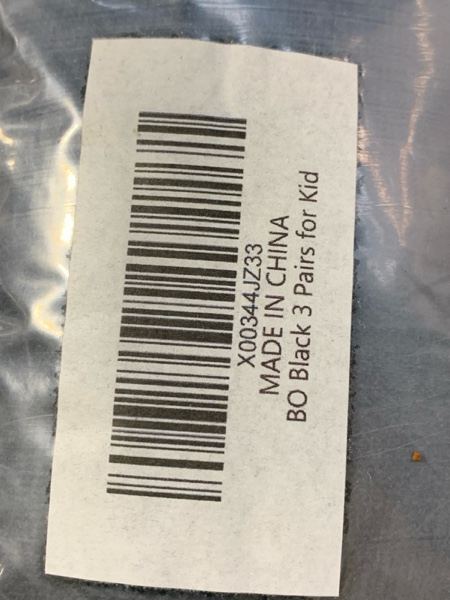 X00344JZ33
MADE IN CHINA
BO Black 3 Pairs for Kid